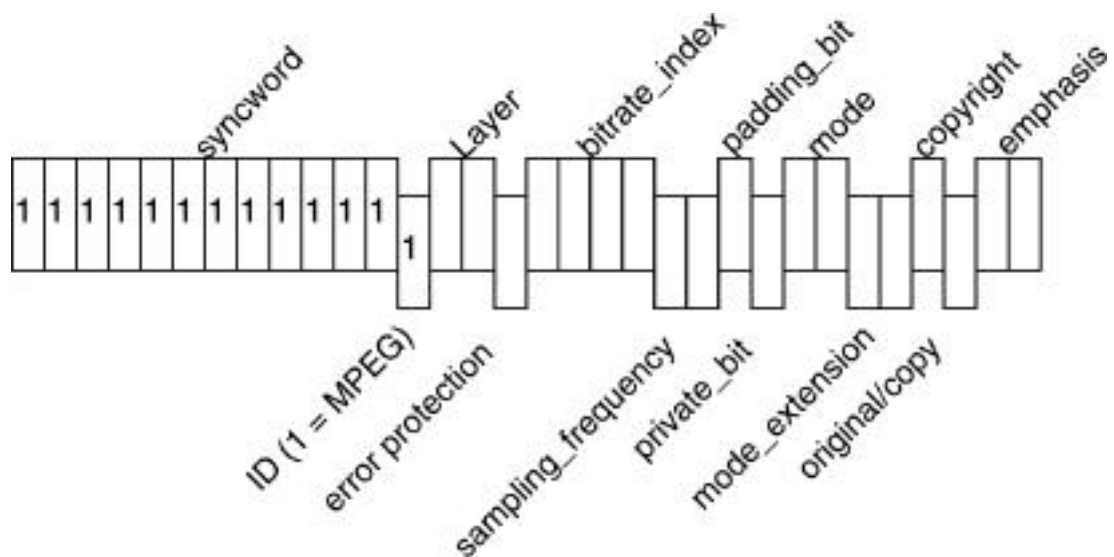 syncword
Layer
bitrate_index
padding_bit
mode
copyright
emphasis
1 1 1 1 1 1 1 1 1 1 1 1
1
ID (1 = MPEG)
error protection
sampling_frequency
private_bit
mode_extension
original/copy